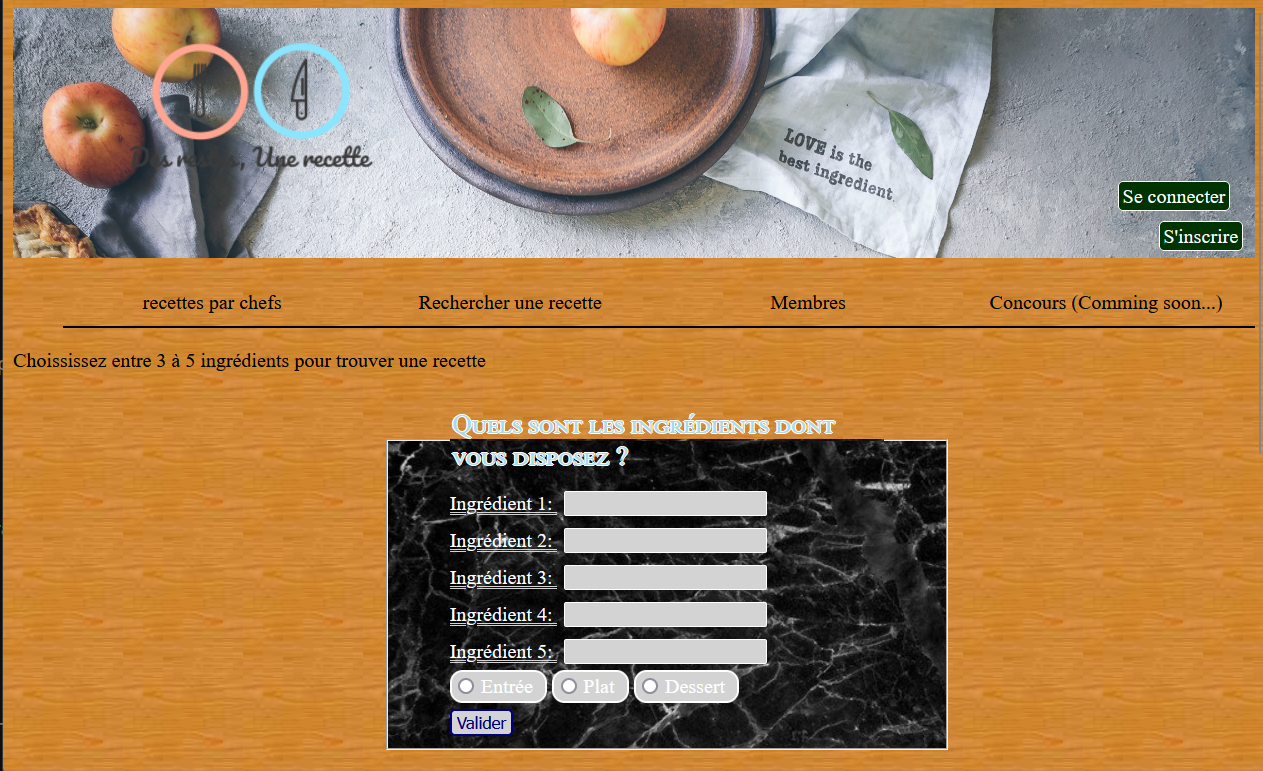 Des restes, Une recette
LOVE is the
best ingredient
Se connecter
S'inscrire
recettes par chefs
Rechercher une recette
Membres
Concours (Comming soon...)
Choississez entre 3 à 5 ingrédients pour trouver une recette
Quels sont les ingrédients dont
vous disposez ?
Ingrédient 1:
Ingrédient 2:
Ingrédient 3:
Ingrédient 4:
Ingrédient 5:
Entrée
Plat
Dessert
Valider